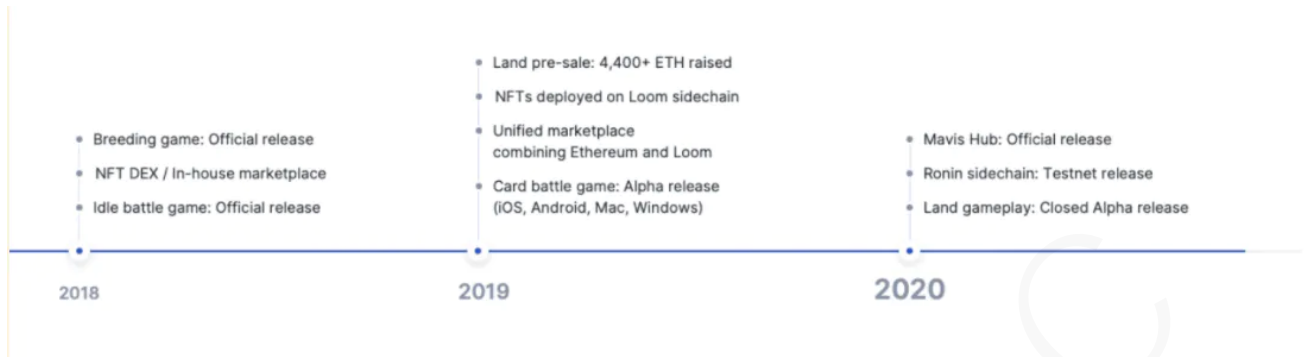 Breeding game: Official release
NFT DEX / In-house marketplace
Idle battle game: Official release
2018
Land pre-sale: 4,400+ ETH raised
NFTs deployed on Loom sidechain
Unified marketplace
combining Ethereum and Loom
Card battle game: Alpha release
(iOS, Android, Mac, Windows)
2019
Mavis Hub: Official release
Ronin sidechain: Testnet release
Land gameplay: Closed Alpha release
2020